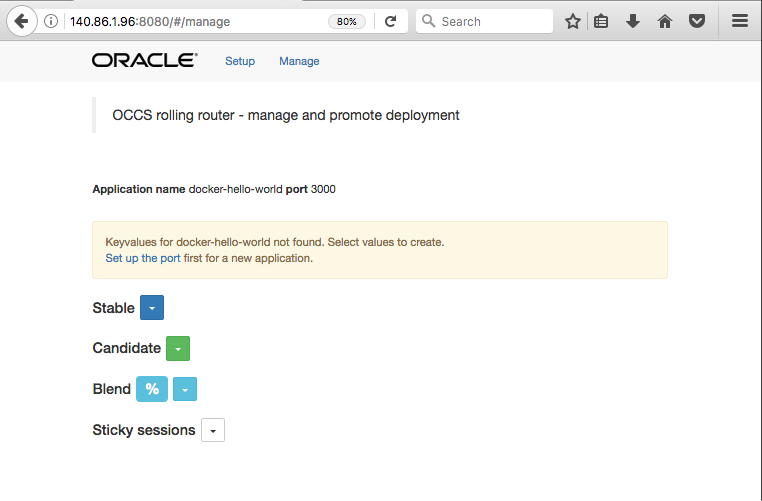 140.86.1.96:8080/#/manage
80%
Search
ORACLE
Setup
Manage
OCCS rolling router - manage and promote deployment
Application name docker-hello-world port 3000
Keyvalues for docker-hello-world not found. Select values to create.
Set up the port first for a new application.
Stable
Candidate
Blend %
Sticky sessions